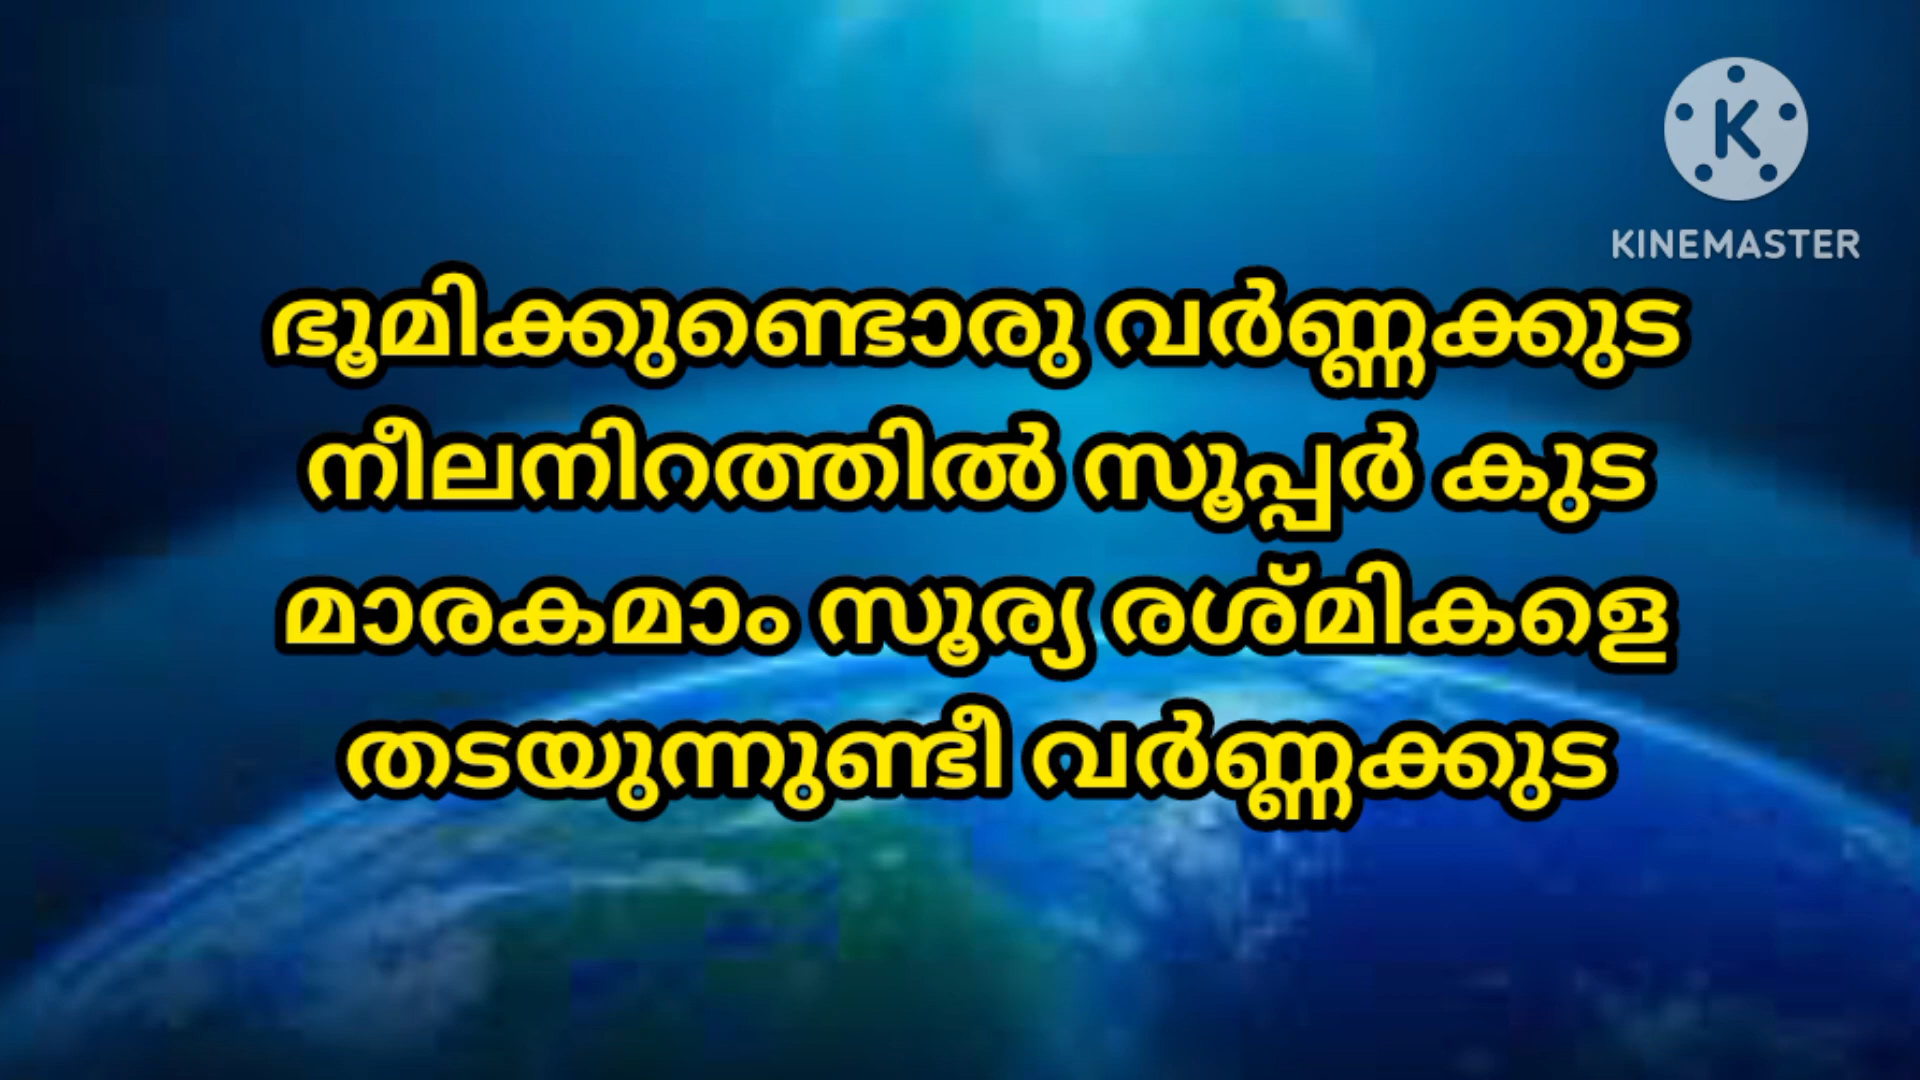 KINEMASTER
ഭൂമിക്കുണ്ടൊരു വർണ്ണക്കുട
നീലനിറത്തിൽ സൂപ്പർ കുട
മാരകമാം സൂര്യ രശ്മികളെ
തടയുന്നുണ്ടീ വർണ്ണക്കുട